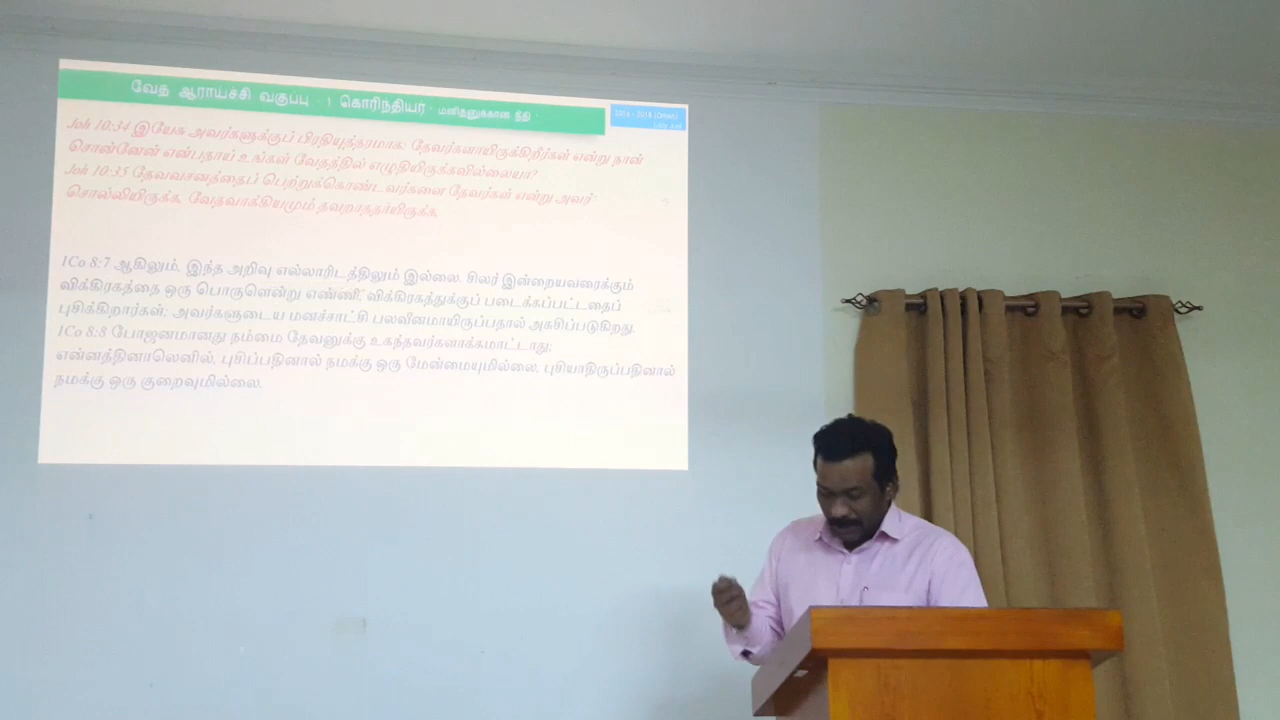 வேத ஆராய்ச்சி வகுப்பு - 1 கொரிந்தியர் - மனிதனுக்கான நீதி -
2018 (Oman)
Joh 10:34 இயேசு அவர்களுக்குப் பிரதியுத்தரமாக: தேவர்களாயிருக்கிறீர்கள் என்று நான்
சொன்னேன் என்பதாய் உங்கள் வேதத்தில் எழுதியிருக்கவில்லையா?
Joh 10:35 தேவவசனத்தைப் பெற்றுக்கொண்டவர்களை தேவர்கள் என்று அவர்
சொல்லியிருக்க, வேதவாக்கியமும் தவறாததாயிருக்க,
1Co 8:7 ஆகிலும், இந்த அறிவு எல்லாரிடத்திலும் இல்லை. சிலர் இன்றையவரைக்கும்
விக்கிரகத்தை ஒரு பொருளென்று எண்ணி, விக்கிரகத்துக்குப் படைக்கப்பட்டதைப்
புசிக்கிறார்கள்; அவர்களுடைய மனச்சாட்சி பலவீனமாயிருப்பதால் அசுசிப்படுகிறது.
1Co 8:8 போஜனமானது நம்மை தேவனுக்கு உகந்தவர்களாக்கமாட்டாது;
என்னத்தினாலெனில், புசிப்பதினால் நமக்கு ஒரு மேன்மையுமில்லை, புசியாதிருப்பதினால்
நமக்கு ஒரு குறைவுமில்லை.